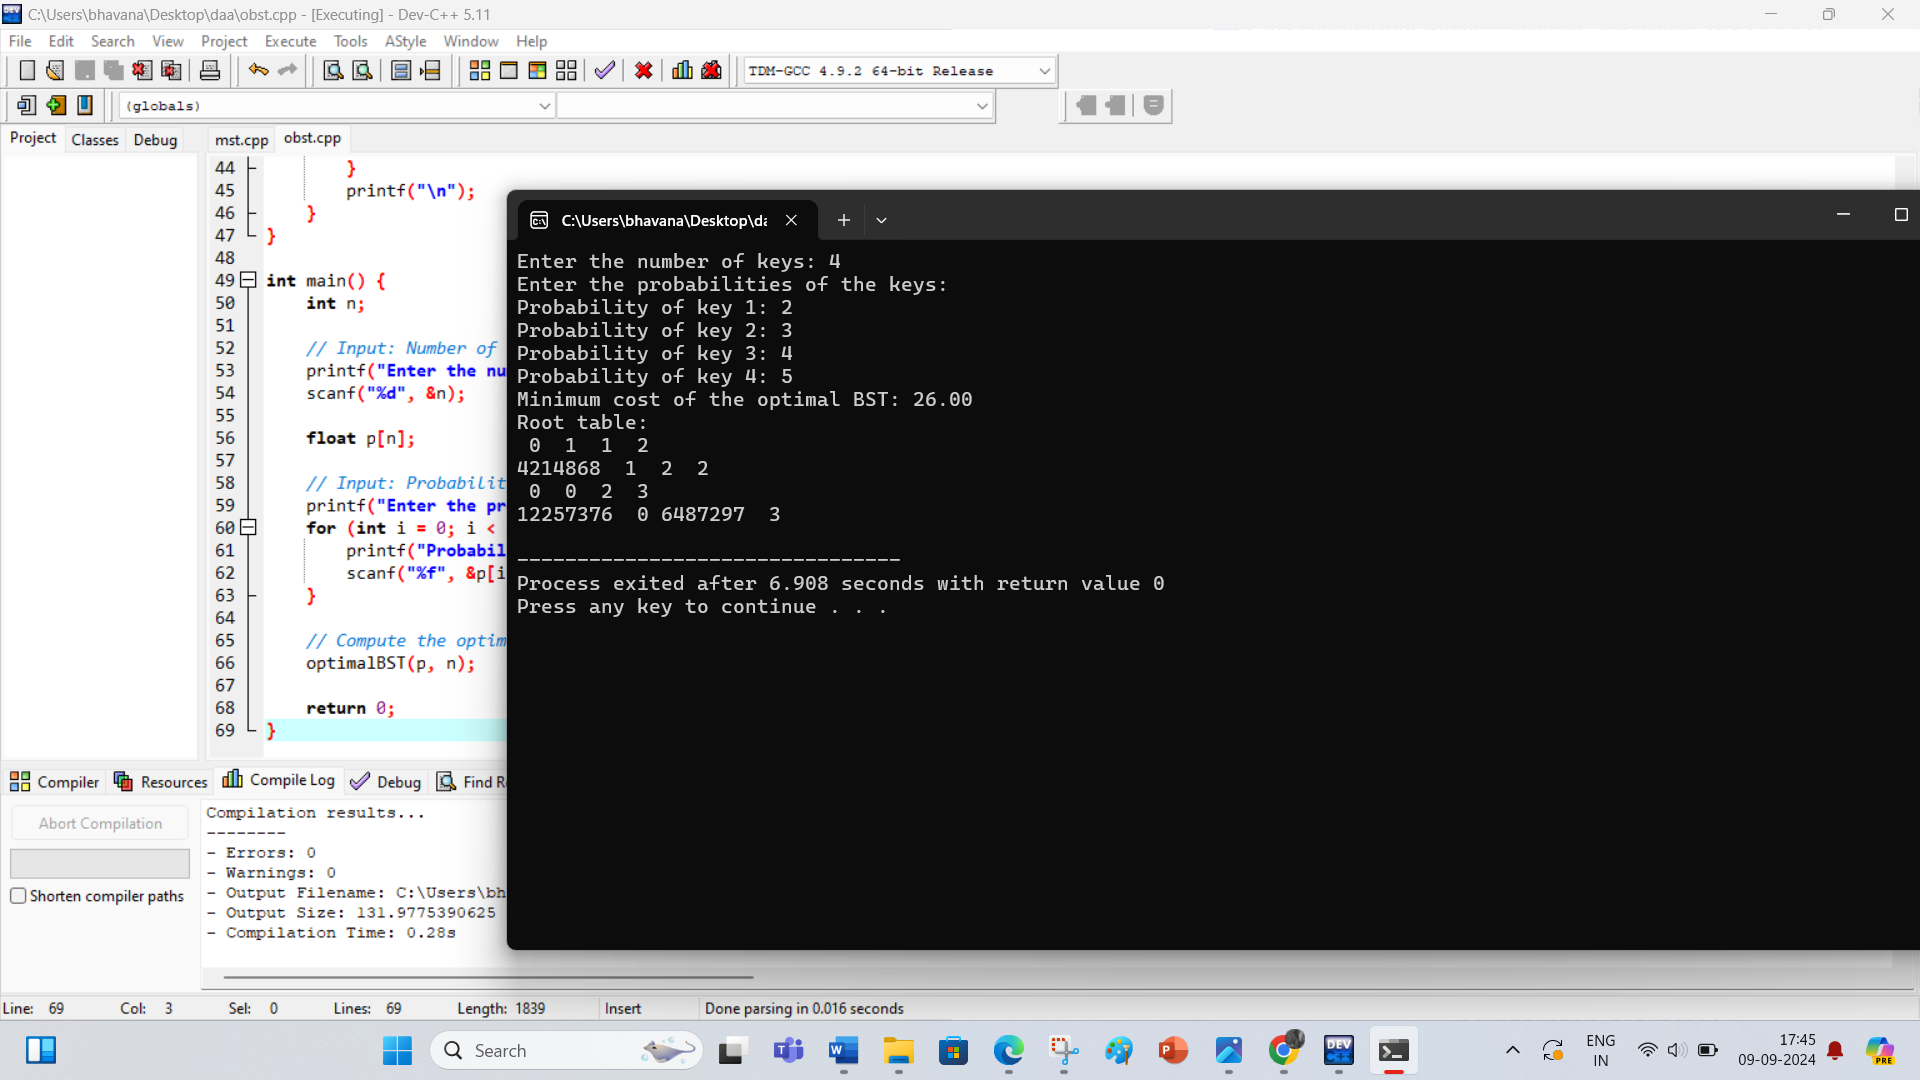 C:\Users\bhavana\Desktop\daa\obst.cpp - [Executing] - Dev-C++ 5.11
File Edit Search View Project Execute Tools AStyle Window Help
TDM-GCC 4.9.2 64-bit Release
(globals)
Project Classes Debug
mst.cpp obst.cpp
44 }
45 printf("\n");
46 }
47 }
48
49 int main() {
50 int n;
51
52 // Input: Number of
53 printf("Enter the nu
54 scanf("%d", &n);
55
56 float p[n];
57
58 // Input: Probabilit
59 printf("Enter the pr
60 for (int i = 0; i <
61 printf("Probabil
62 scanf("%f", &p[i
63 }
64
65 // Compute the optim
66 optimalBST(p, n);
67
68 return 0;
69 }
C:\Users\bhavana\Desktop\da
Enter the number of keys: 4
Enter the probabilities of the keys:
Probability of key 1: 2
Probability of key 2: 3
Probability of key 3: 4
Probability of key 4: 5
Minimum cost of the optimal BST: 26.00
Root table:
0 1 1 2
4214868 1 2 2
0 0 2 3
12257376 0 6487297 3
--------------------------------
Process exited after 6.908 seconds with return value 0
Press any key to continue . . .
Compiler Resources Compile Log Debug Find Re
Abort Compilation
Shorten compiler paths
Compilation results...
--------
- Errors: 0
- Warnings: 0
- Output Filename: C:\Users\bh
- Output Size: 131.9775390625
- Compilation Time: 0.28s
Line: 69 Col: 3 Sel: 0 Lines: 69 Length: 1839 Insert Done parsing in 0.016 seconds
Search
ENG
IN
17:45
09-09-2024
DEV
PRE